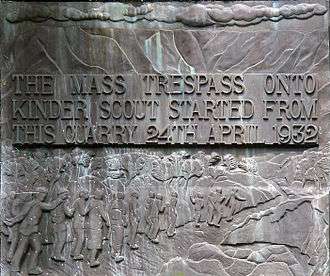 THE MASS TRESPASS ONTO
KINDER SCOUT STARTED FROM
THIS QUARRY 24TH APRIL 1932